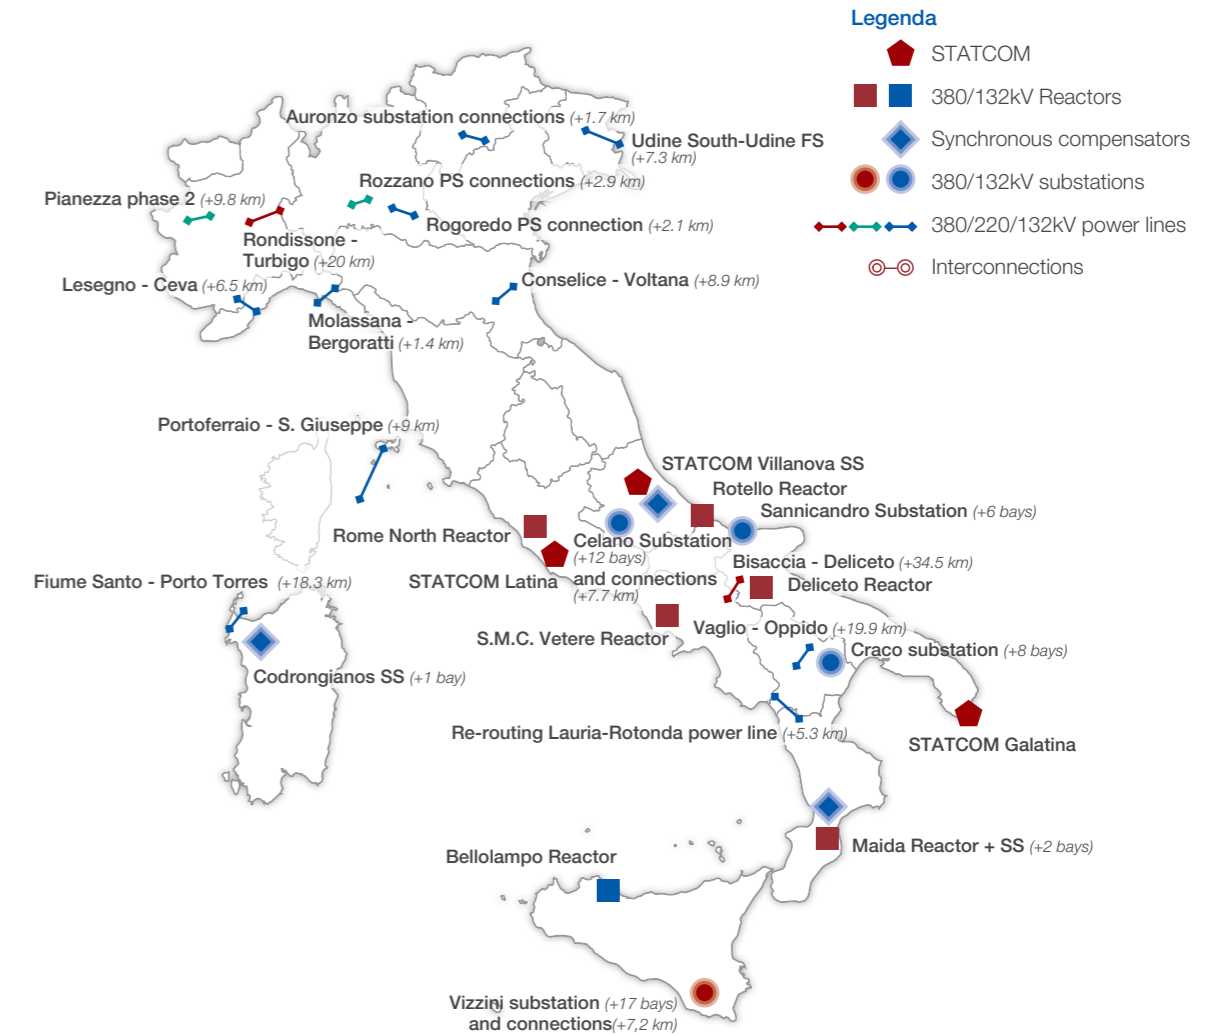 Legenda
STATCOM
380/132kV Reactors
Synchronous compensators
380/132kV substations
380/220/132kV power lines
Interconnections
Auronzo substation connections (+1.7 km)
Udine South-Udine FS
(+7.3 km)
Rozzano PS connections (+2.9 km)
Pianezza phase 2 (+9.8 km)
Rogoredo PS connection (+2.1 km)
Rondissone -
Turbigo (+20 km)
Lesegno - Ceva (+6.5 km)
Conselice - Voltana (+8.9 km)
Molassana -
Bergoratti (+1.4 km)
Portoferraio - S. Giuseppe (+9 km)
STATCOM Villanova SS
Rotello Reactor
Sannicandro Substation (+6 bays)
Rome North Reactor
Celano Substation
(+12 bays)
and connections
(+7.7 km)
Bisaccia - Deliceto (+34.5 km)
STATCOM Latina
Deliceto Reactor
Fiume Santo - Porto Torres (+18.3 km)
S.M.C. Vetere Reactor
Vaglio - Oppido (+19.9 km)
Craco substation (+8 bays)
Codrongianos SS (+1 bay)
Re-routing Lauria-Rotonda power line (+5.3 km)
STATCOM Galatina
Maida Reactor + SS (+2 bays)
Bellolampo Reactor
Vizzini substation (+17 bays)
and connections(+7,2 km)